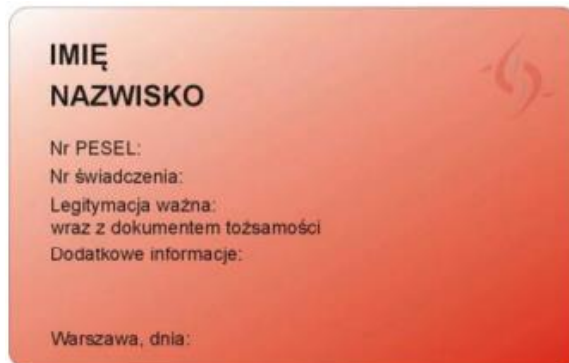 IMIĘ
NAZWISKO
Nr PESEL:
Nr świadczenia:
Legitymacja ważna:
wraz z dokumentem tożsamości
Dodatkowe informacje:
Warszawa, dnia: